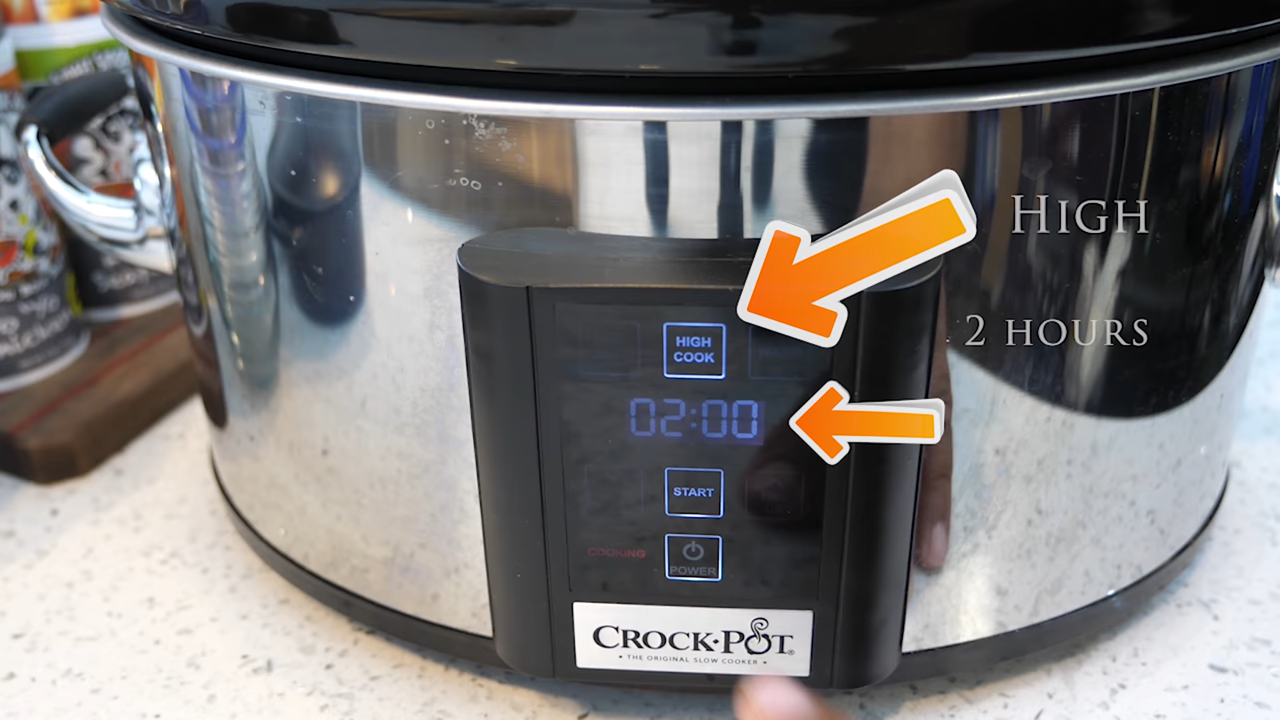 High
2 hours
HIGH
COOK
02:00
START
COOKING
POWER
CROCK·POT®
• THE ORIGINAL SLOW COOKER •